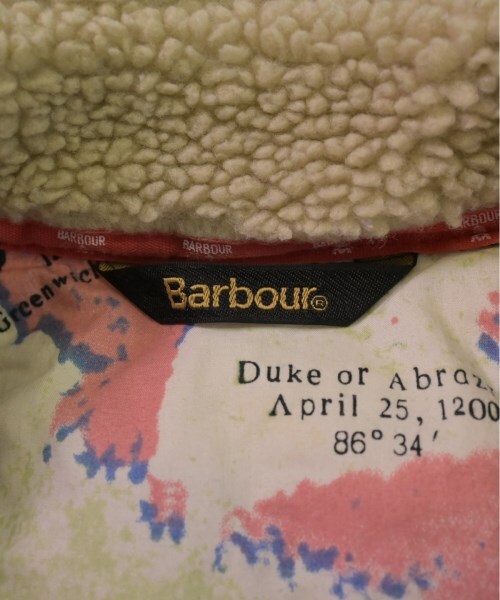 BARBOUR
BARBOUR
BARBOUR
Greenwich
Barbour®
Duke or Abraz
April 25, 1200
86° 34'